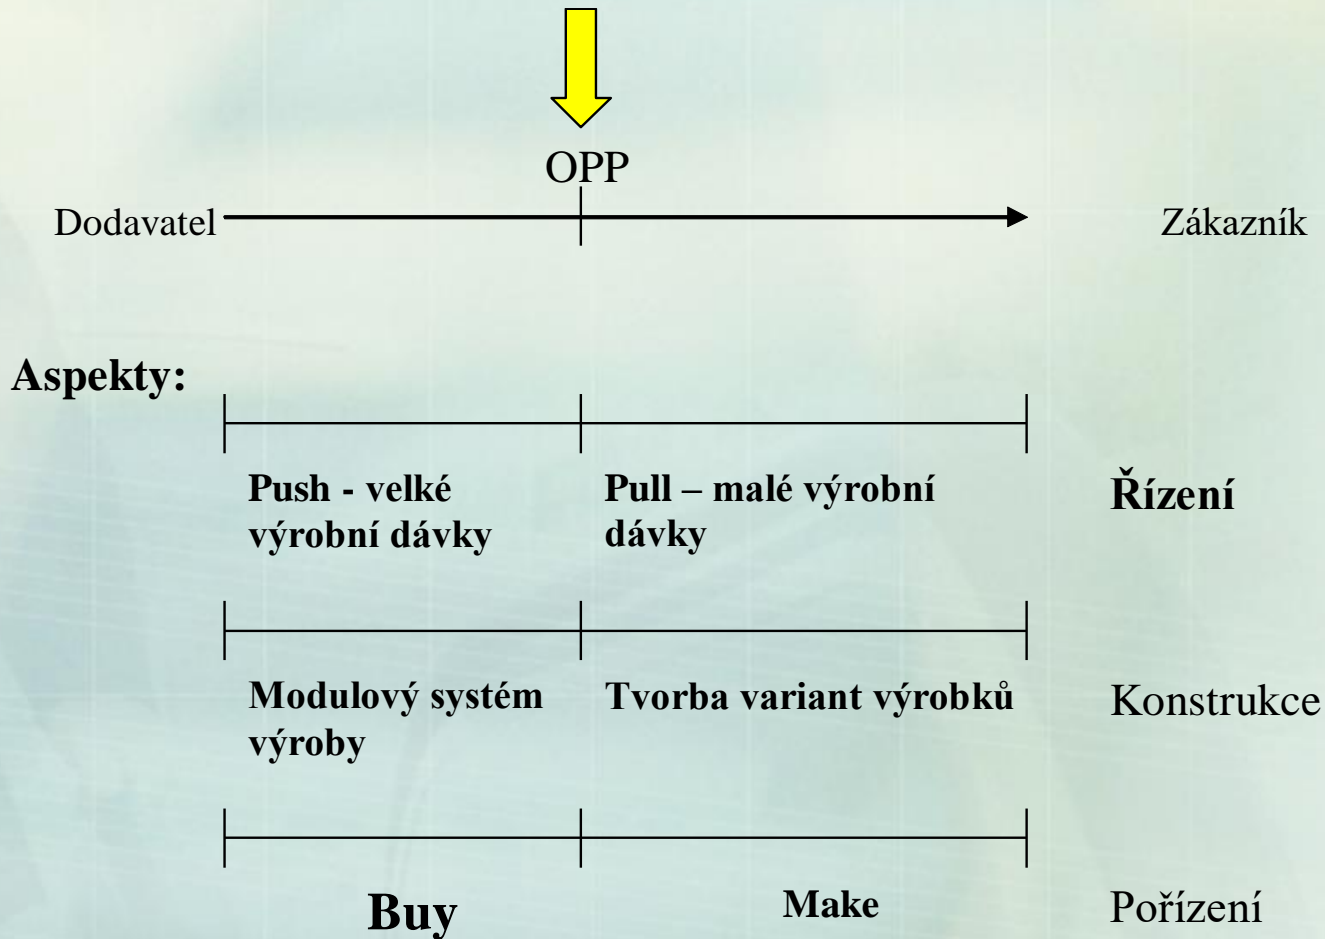 OPP
Dodavatel
Zákazník
Aspekty:
Push - velké
výrobní dávky
Pull – malé výrobní
dávky
Řízení
Modulový systém
výroby
Tvorba variant výrobků
Konstrukce
Buy
Make
Pořízení